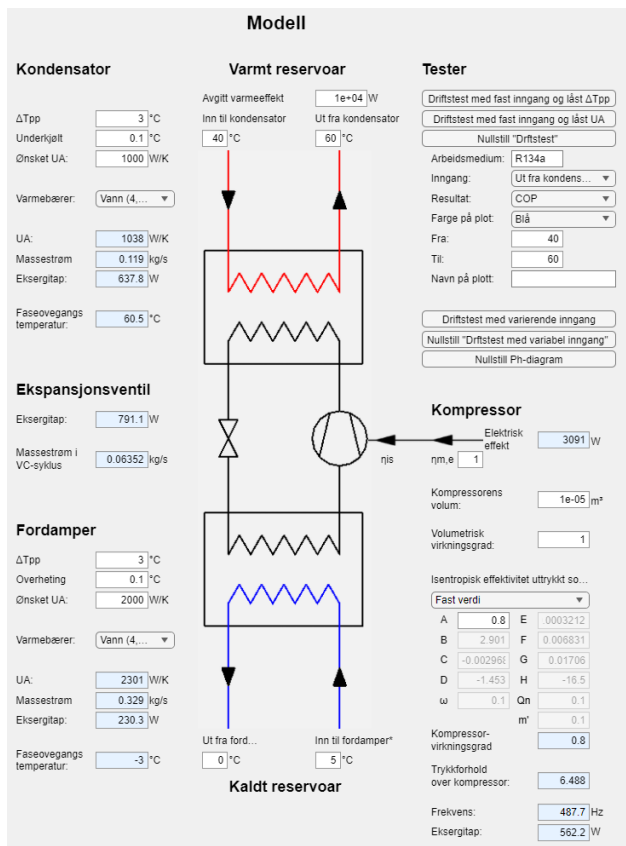 Modell
Kondensator
ΔTpp 3 °C
Underkjølt 0.1 °C
Ønsket UA: 1000 W/K
Varmebærer: Vann (4,...
UA: 1038 W/K
Massestrøm 0.119 kg/s
Eksergitap: 637.8 W
Faseovegangs
temperatur: 60.5 °C
Ekspansjonsventil
Eksergitap: 791.1 W
Massestrøm i
VC-syklus 0.06352 kg/s
Fordamper
ΔTpp 3 °C
Overheting 0.1 °C
Ønsket UA: 2000 W/K
Varmebærer: Vann (4,...
UA: 2301 W/K
Massestrøm 0.329 kg/s
Eksergitap: 230.3 W
Faseovegangs
temperatur: -3 °C
Varmt reservoar
Avgitt varmeeffekt 1e+04 W
Inn til kondensator Ut fra kondensator
40 °C 60 °C
Ut fra ford... Inn til fordamper*
0 °C 5 °C
Kaldt reservoar
Tester
Driftstest med fast inngang og låst ΔTpp
Driftstest med fast inngang og låst UA
Nullstill "Drftstest"
Arbeidsmedium: R134a
Inngang: Ut fra kondens...
Resultat: COP
Farge på plot: Blå
Fra: 40
Til: 60
Navn på plott:
Driftstest med varierende inngang
Nullstill "Drftstest med variabel inngang"
Nullstill Ph-diagram
Kompressor
Elektrisk
effekt 3091 W
ηis ηm,e 1
Kompressorens
volum: 1e-05 m³
Volumetrisk
virkningsgrad: 1
Isentropisk effektivitet uttrykt so...
Fast verdi
A 0.8 E .0003212
B 2.901 F 0.006831
C -0.002968 G 0.01706
D -1.453 H -16.5
ω 0.1 Qn 0.1
m' 0.1
Kompressor-
virkningsgrad 0.8
Trykkforhold
over kompressor: 6.488
Frekvens: 487.7 Hz
Eksergitap: 562.2 W